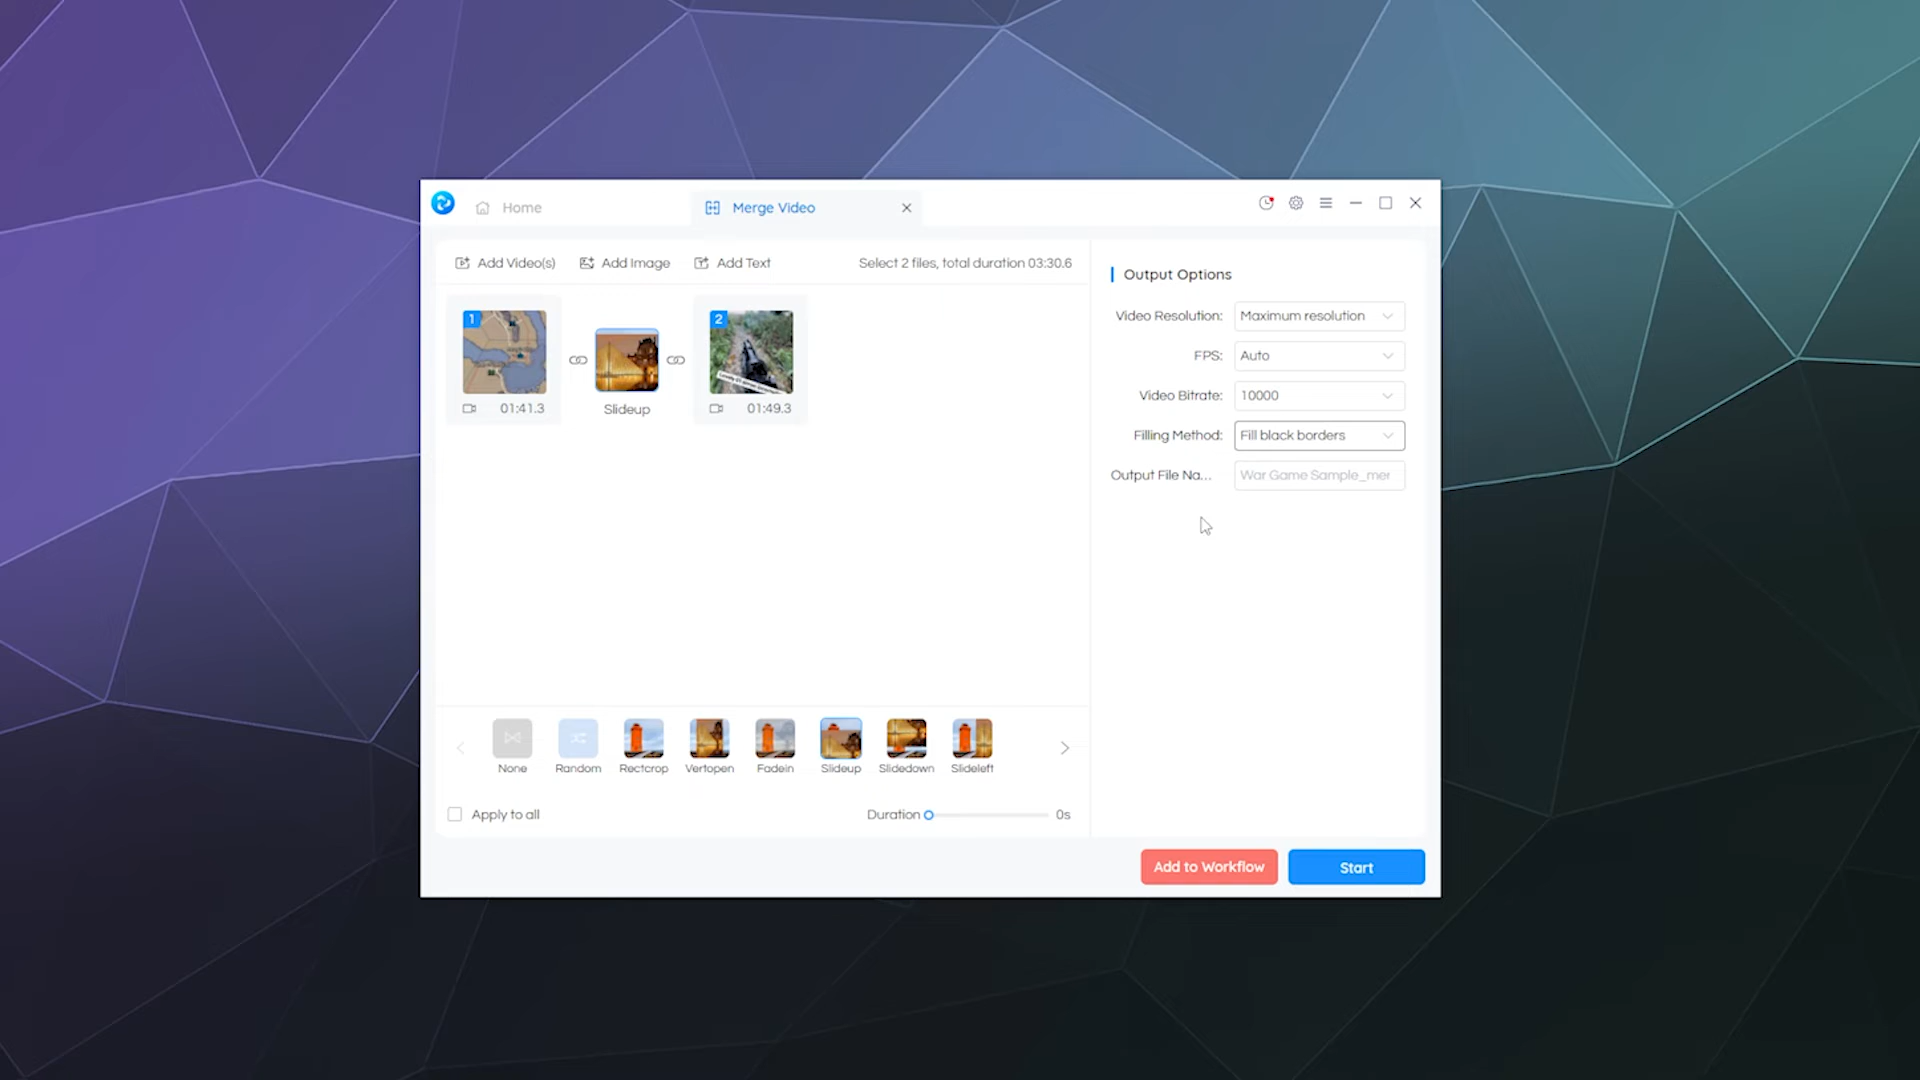 Home
Merge Video
Add Video(s)
Add Image
Add Text
Select 2 files, total duration 03:30.6
1
01:41.3
Slideup
2
01:49.3
Output Options
Video Resolution: Maximum resolution
FPS: Auto
Video Bitrate: 10000
Filling Method: Fill black borders
Output File Na... War Game Sample_mer
None
Random
Rectcrop
Vertopen
Fadein
Slideup
Slidedown
Slideleft
Apply to all
Duration
0s
Add to Workflow
Start